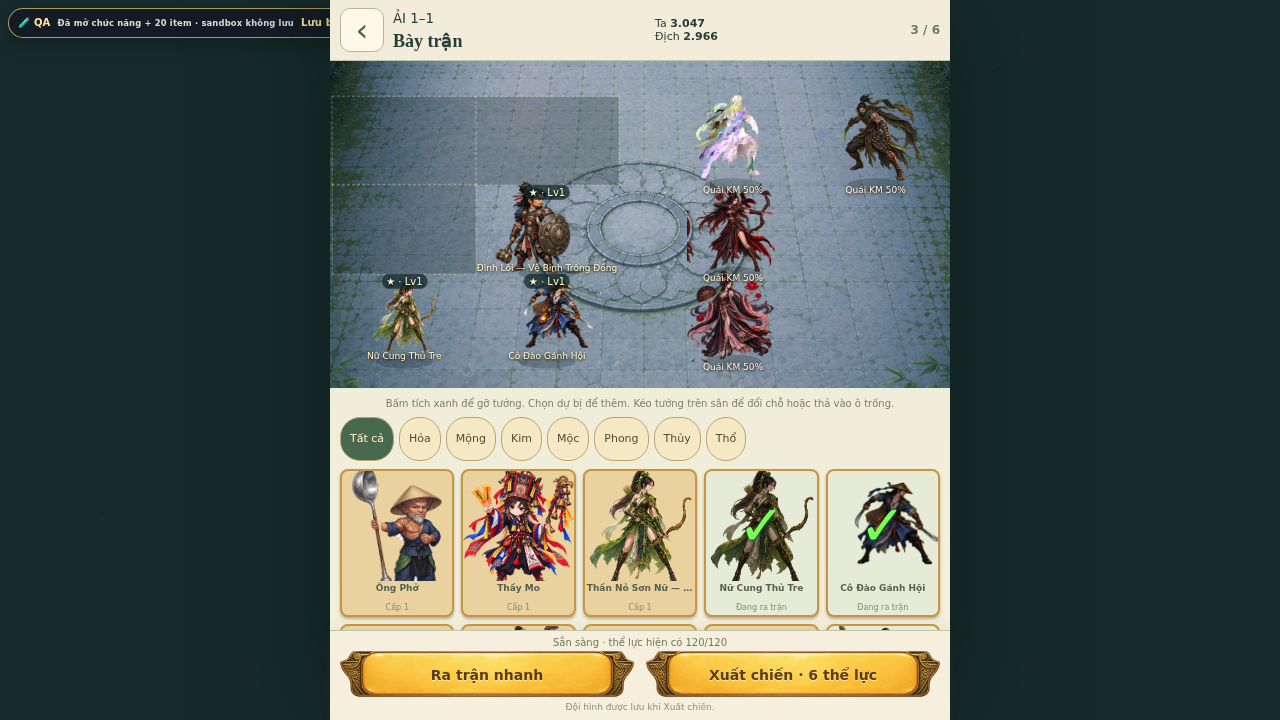 QA Đã mở chức năng + 20 item · sandbox không lưu Lưu
ẢI 1–1
Bày trận
Ta 3.047
Địch 2.966
3 / 6
Quái KM 50%
Quái KM 50%
★ · Lv1
Đinh Lôi — Vệ Binh Trống Đồng
Quái KM 50%
★ · Lv1
★ · Lv1
Nữ Cung Thủ Tre
Cô Đào Gánh Hội
Quái KM 50%
Bấm tích xanh để gỡ tướng. Chọn dự bị để thêm. Kéo tướng trên sân để đổi chỗ hoặc thả vào ô trống.
Tất cả
Hỏa
Mộng
Kim
Mộc
Phong
Thủy
Thổ
Ông Phở
Cấp 1
Thầy Mo
Cấp 1
Thần Nỏ Sơn Nữ — …
Cấp 1
Nữ Cung Thủ Tre
Đang ra trận
Cô Đào Gánh Hội
Đang ra trận
Sẵn sàng · thể lực hiện có 120/120
Ra trận nhanh
Xuất chiến · 6 thể lực
Đội hình được lưu khi Xuất chiến.